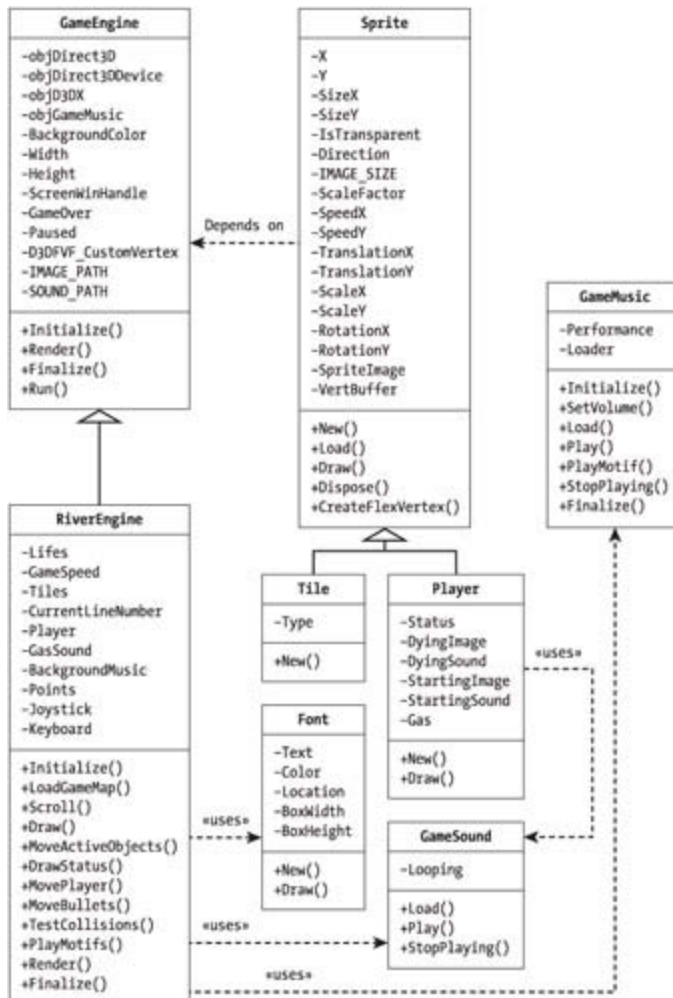 GameEngine
-objDirect3D
-objDirect3DDevice
-objD3DX
-objGameMusic
-BackgroundColor
-Width
-Height
-ScreenWinHandle
-GameOver
-Paused
-D3DFVF_CustomVertex
-IMAGE_PATH
-SOUND_PATH
+Initialize()
+Render()
+Finalize()
+Run()
Depends on
Sprite
-X
-Y
-SizeX
-SizeY
-IsTransparent
-Direction
-IMAGE_SIZE
-ScaleFactor
-SpeedX
-SpeedY
-TranslationX
-TranslationY
-ScaleX
-ScaleY
-RotationX
-RotationY
-SpriteImage
-VertBuffer
+New()
+Load()
+Draw()
+Dispose()
+CreateFlexVertex()
GameMusic
-Performance
-Loader
+Initialize()
+SetVolume()
+Load()
+Play()
+PlayMotif()
+StopPlaying()
+Finalize()
RiverEngine
-Lifes
-GameSpeed
-Tiles
-CurrentLineNumber
-Player
-GasSound
-BackgroundMusic
-Points
-Joystick
-Keyboard
+Initialize()
+LoadGameMap()
+Scroll()
+Draw()
+MoveActiveObjects()
+DrawStatus()
+MovePlayer()
+MoveBullets()
+TestCollisions()
+PlayMotifs()
+Render()
+Finalize()
Tile
-Type
+New()
Player
-Status
-DyingImage
-DyingSound
-StartingImage
-StartingSound
-Gas
+New()
+Draw()
«uses»
Font
-Text
-Color
-Location
-BoxWidth
-BoxHeight
+New()
+Draw()
«uses»
GameSound
-Looping
+Load()
+Play()
+StopPlaying()
«uses»
«uses»